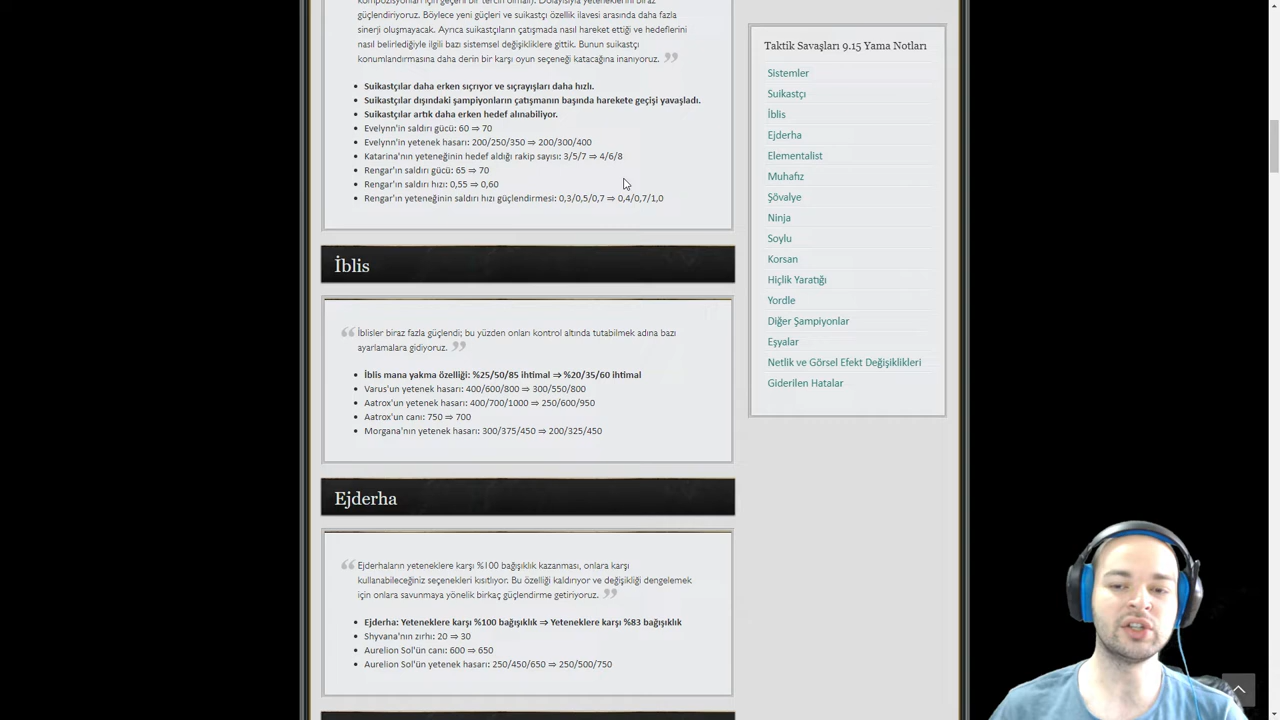 kompozisyonları için geçerli bir tercih olmalı). Dolayısıyla yeteneklerini biraz
güçlendiriyoruz. Böylece yeni güçleri ve suikastçı özellik ilavesi arasında daha fazla
sinerji oluşmayacak. Ayrıca suikastçıların çatışmada nasıl hareket ettiği ve hedeflerini
nasıl belirlediğiyle ilgili bazı sistemsel değişikliklere gittik. Bunun suikastçı
konumlandırmasına daha derin bir karşı oyun seçeneği katacağına inanıyoruz.
Suikastçılar daha erken sıçrıyor ve sıçrayışları daha hızlı.
Suikastçılar dışındaki şampiyonların çatışmanın başında harekete geçişi yavaşladı.
Suikastçılar artık daha erken hedef alınabiliyor.
Evelynn'in saldırı gücü: 60 ⇒ 70
Evelynn'in yetenek hasarı: 200/250/350 ⇒ 200/300/400
Katarina'nın yeteneğinin hedef aldığı rakip sayısı: 3/5/7 ⇒ 4/6/8
Rengar'ın saldırı gücü: 65 ⇒ 70
Rengar'ın saldırı hızı: 0,55 ⇒ 0,60
Rengar'ın yeteneğinin saldırı hızı güçlendirmesi: 0,3/0,5/0,7 ⇒ 0,4/0,7/1,0
İblis
İblisler biraz fazla güçlendi; bu yüzden onları kontrol altında tutabilmek adına bazı
ayarlamalara gidiyoruz.
İblis mana yakma özelliği: %25/50/85 ihtimal ⇒ %20/35/60 ihtimal
Varus'un yetenek hasarı: 400/600/800 ⇒ 300/550/800
Aatrox'un yetenek hasarı: 400/700/1000 ⇒ 250/600/950
Aatrox'un canı: 750 ⇒ 700
Morgana'nın yetenek hasarı: 300/375/450 ⇒ 200/325/450
Ejderha
Ejderhaların yeteneklere karşı %100 bağışıklık kazanması, onlara karşı
kullanabileceğiniz seçenekleri kısıtlıyor. Bu özelliği kaldırıyor ve değişikliği dengelemek
için onlara savunmaya yönelik birkaç güçlendirme getiriyoruz.
Ejderha: Yeteneklere karşı %100 bağışıklık ⇒ Yeteneklere karşı %83 bağışıklık
Shyvana'nın zırhı: 20 ⇒ 30
Aurelion Sol'ün canı: 600 ⇒ 650
Aurelion Sol'ün yetenek hasarı: 250/450/650 ⇒ 250/500/750
Taktik Savaşları 9.15 Yama Notları
Sistemler
Suikastçı
İblis
Ejderha
Elementalist
Muhafız
Şövalye
Ninja
Soylu
Korsan
Hiçlik Yaratığı
Yordle
Diğer Şampiyonlar
Eşyalar
Netlik ve Görsel Efekt Değişiklikleri
Giderilen Hatalar